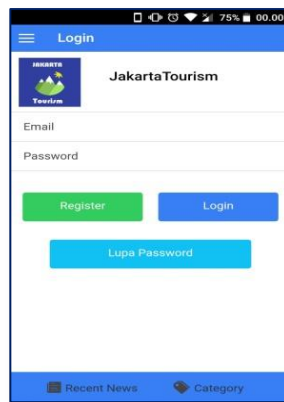 75% 00.00
Login
JAKARTA
Tourism
JakartaTourism
Email
Password
Register Login
Lupa Password
Recent News Category